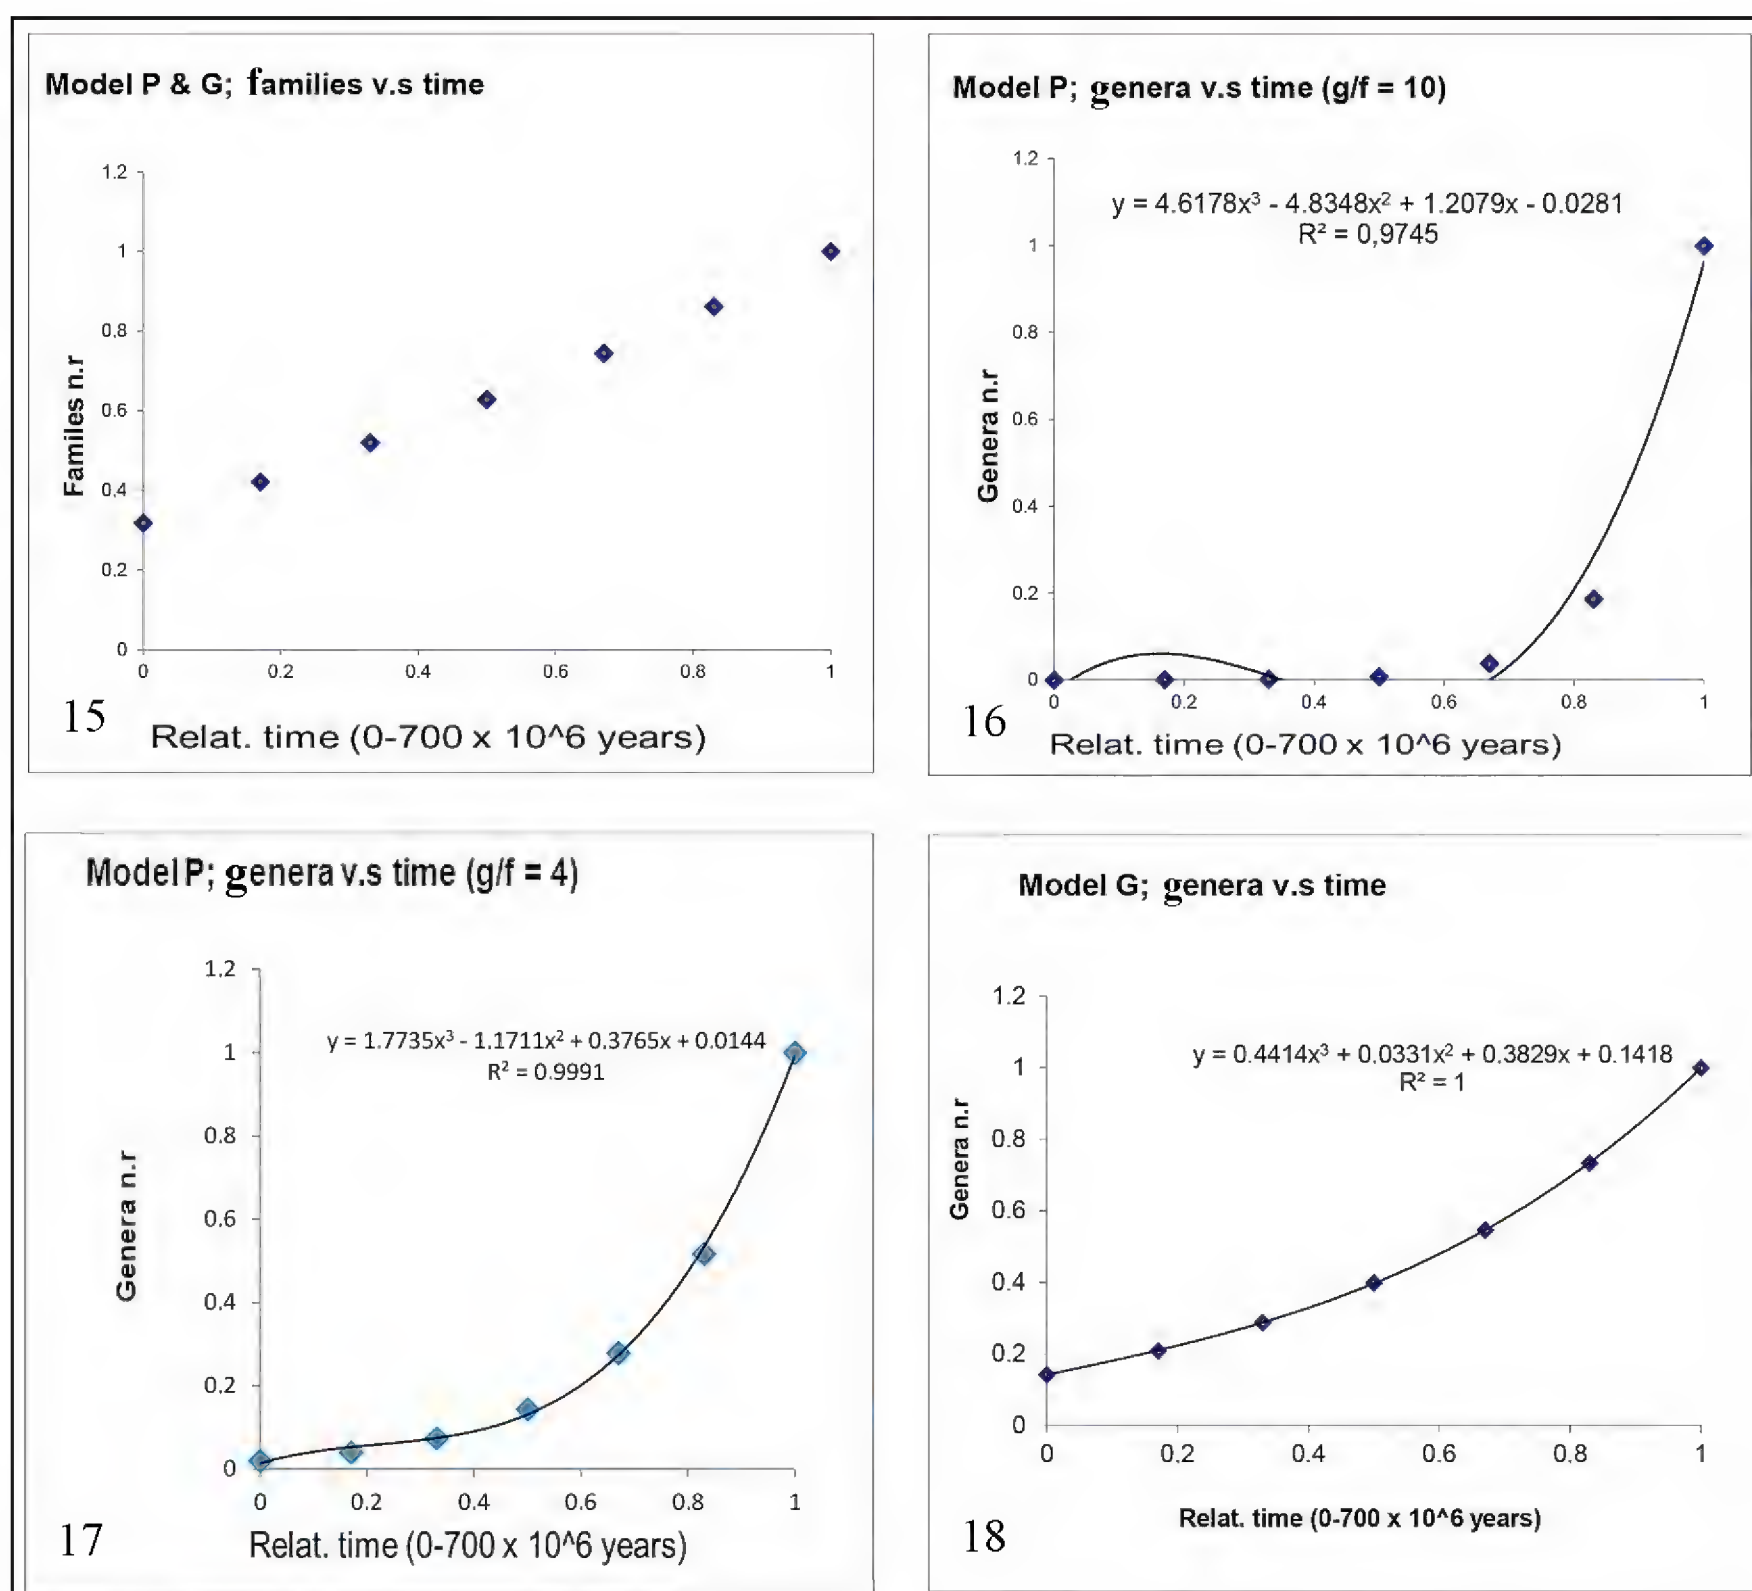 Model P & G; families v.s time
1.2
1
0.8
0.6
0.4
0.2
0
Familes n.r
0 0.2 0.4 0.6 0.8 1
15
Relat. time (0-700 x 10^6 years)
Model P; genera v.s time (g/f = 10)
1.2
1
0.8
0.6
0.4
0.2
0
Genera n.r
y = 4.6178x³ - 4.8348x² + 1.2079x - 0.0281
R² = 0,9745
0 0.2 0.4 0.6 0.8 1
16
Relat. time (0-700 x 10^6 years)
Model P; genera v.s time (g/f = 4)
1.2
1
0.8
0.6
0.4
0.2
0
Genera n.r
y = 1.7735x³ - 1.1711x² + 0.3765x + 0.0144
R² = 0.9991
0 0.2 0.4 0.6 0.8 1
17
Relat. time (0-700 x 10^6 years)
Model G; genera v.s time
1.2
1
0.8
0.6
0.4
0.2
0
Genera n.r
y = 0.4414x³ + 0.0331x² + 0.3829x + 0.1418
R² = 1
0 0.2 0.4 0.6 0.8 1
18
Relat. time (0-700 x 10^6 years)